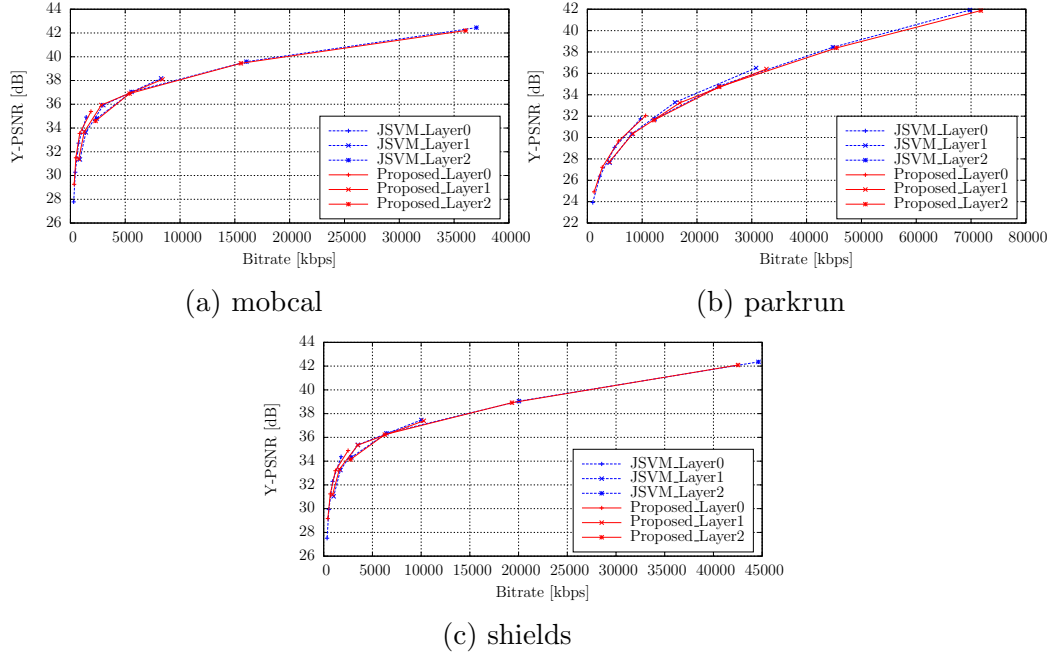 44
42
40
38
36
34
32
30
28
26
Y-PSNR [dB]
0 5000 10000 15000 20000 25000 30000 35000 40000
Bitrate [kbps]
JSVM_Layer0
JSVM_Layer1
JSVM_Layer2
Proposed_Layer0
Proposed_Layer1
Proposed_Layer2
(a) mobcal
42
40
38
36
34
32
30
28
26
24
22
Y-PSNR [dB]
0 10000 20000 30000 40000 50000 60000 70000 80000
Bitrate [kbps]
JSVM_Layer0
JSVM_Layer1
JSVM_Layer2
Proposed_Layer0
Proposed_Layer1
Proposed_Layer2
(b) parkrun
44
42
40
38
36
34
32
30
28
26
Y-PSNR [dB]
0 5000 10000 15000 20000 25000 30000 35000 40000 45000
Bitrate [kbps]
JSVM_Layer0
JSVM_Layer1
JSVM_Layer2
Proposed_Layer0
Proposed_Layer1
Proposed_Layer2
(c) shields